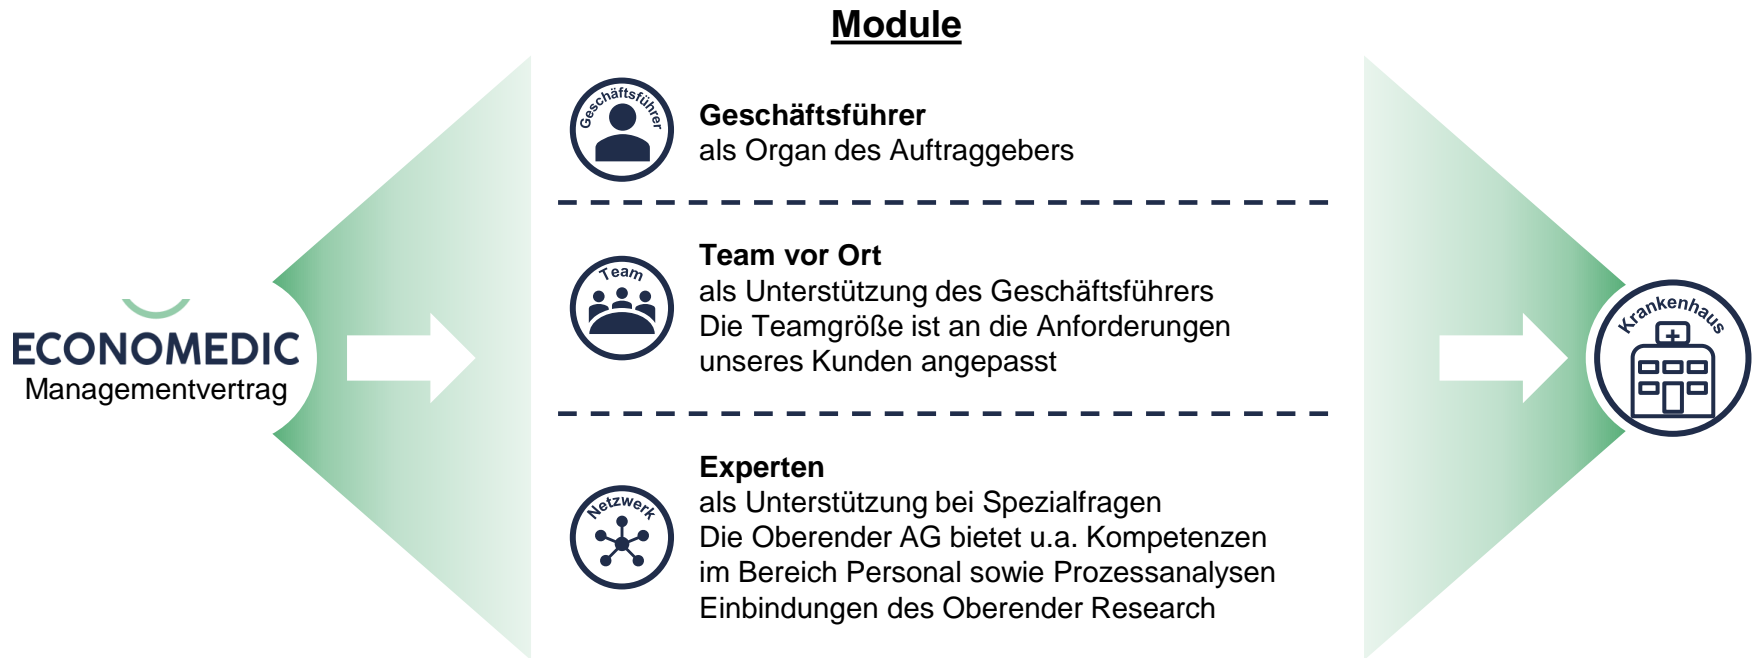 Module
Geschäftsführer
Geschäftsführer
als Organ des Auftraggebers
Team
Team vor Ort
als Unterstützung des Geschäftsführers
Die Teamgröße ist an die Anforderungen
unseres Kunden angepasst
ECONOMEDIC
Managementvertrag
Krankenhaus
Netzwerk
Experten
als Unterstützung bei Spezialfragen
Die Oberender AG bietet u.a. Kompetenzen
im Bereich Personal sowie Prozessanalysen
Einbindungen des Oberender Research